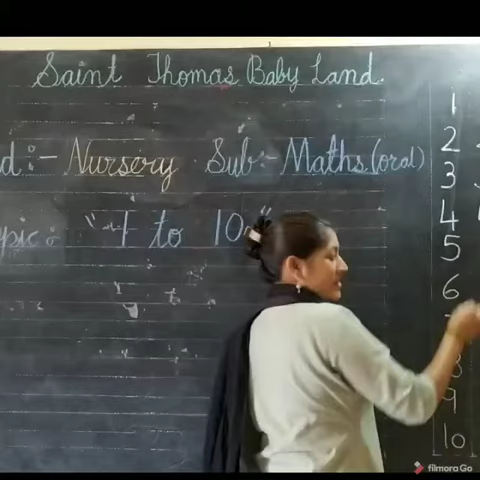 Saint Thomas Baby Land.
d:- Nursery Sub:- Maths (oral)
pic: "1 to 10"
1
2
3
4
5
6
8
9
10
filmora Go